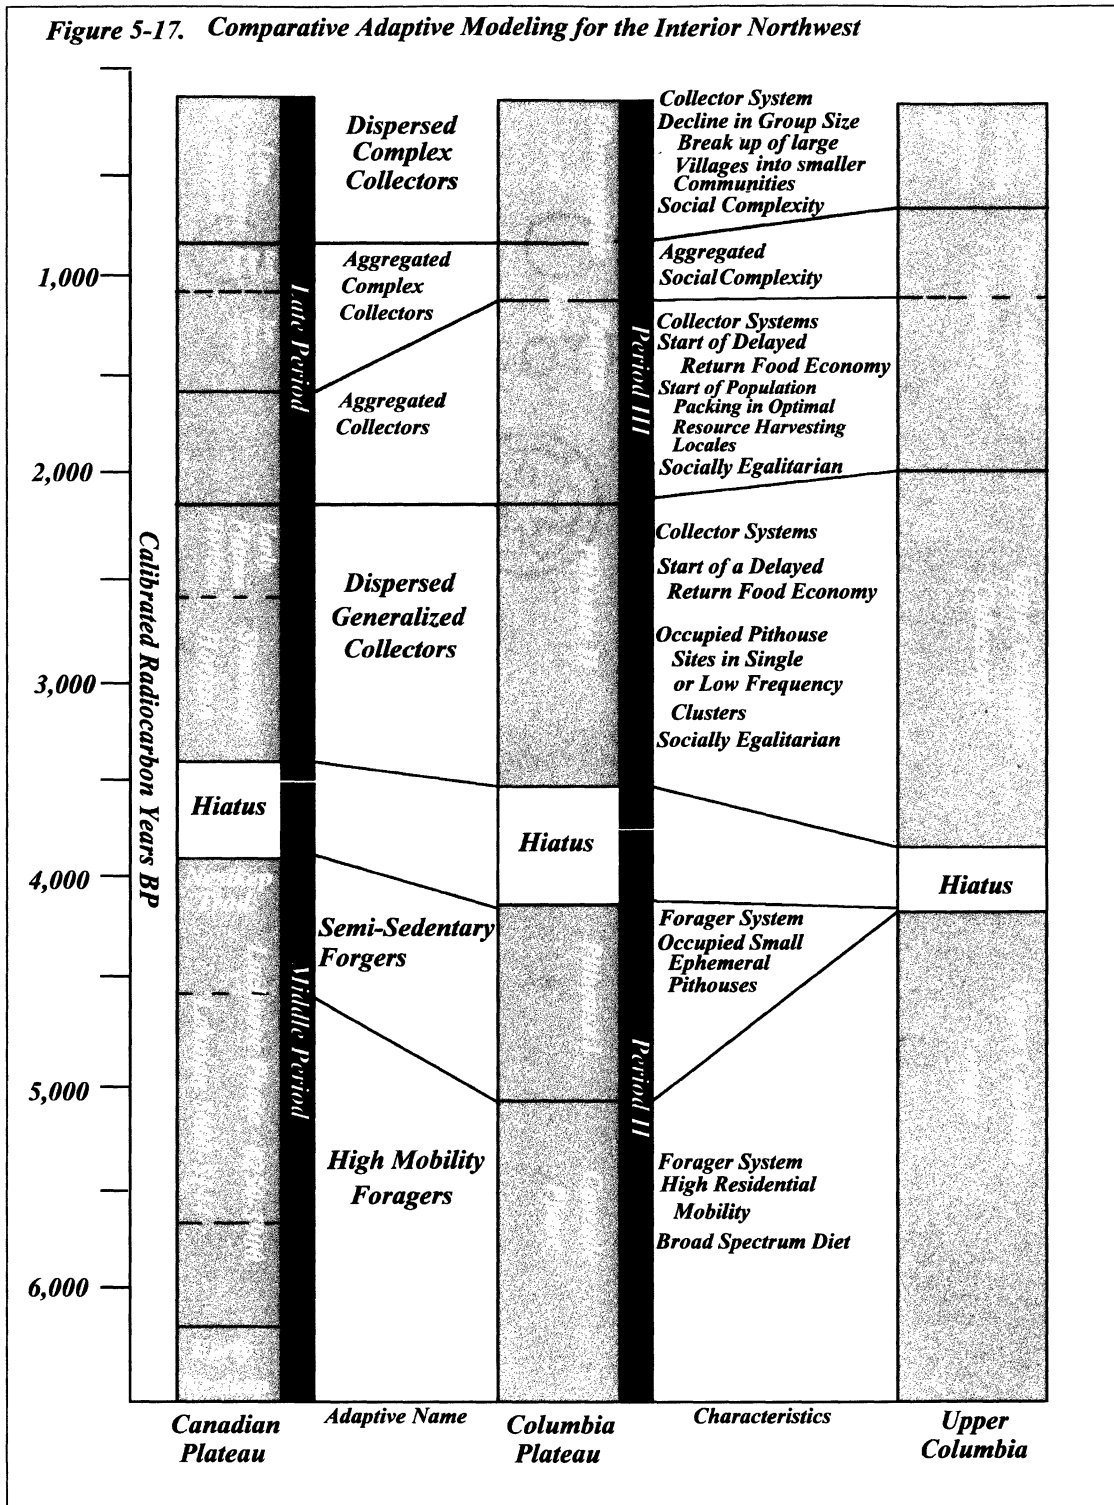 Figure 5-17. Comparative Adaptive Modeling for the Interior Northwest
Calibrated Radiocarbon Years BP
1,000
2,000
3,000
4,000
5,000
6,000
Hiatus
Canadian
Plateau
Late Period
Middle Period
Dispersed
Complex
Collectors
Aggregated
Complex
Collectors
Aggregated
Collectors
Dispersed
Generalized
Collectors
Semi-Sedentary
Forgers
High Mobility
Foragers
Adaptive Name
Hiatus
Columbia
Plateau
Period III
Period II
Collector System
Decline in Group Size
Break up of large
Villages into smaller
Communities
Social Complexity
Aggregated
Social Complexity
Collector Systems
Start of Delayed
Return Food Economy
Start of Population
Packing in Optimal
Resource Harvesting
Locales
Socially Egalitarian
Collector Systems
Start of a Delayed
Return Food Economy
Occupied Pithouse
Sites in Single
or Low Frequency
Clusters
Socially Egalitarian
Forager System
Occupied Small
Ephemeral
Pithouses
Forager System
High Residential
Mobility
Broad Spectrum Diet
Characteristics
Hiatus
Upper
Columbia